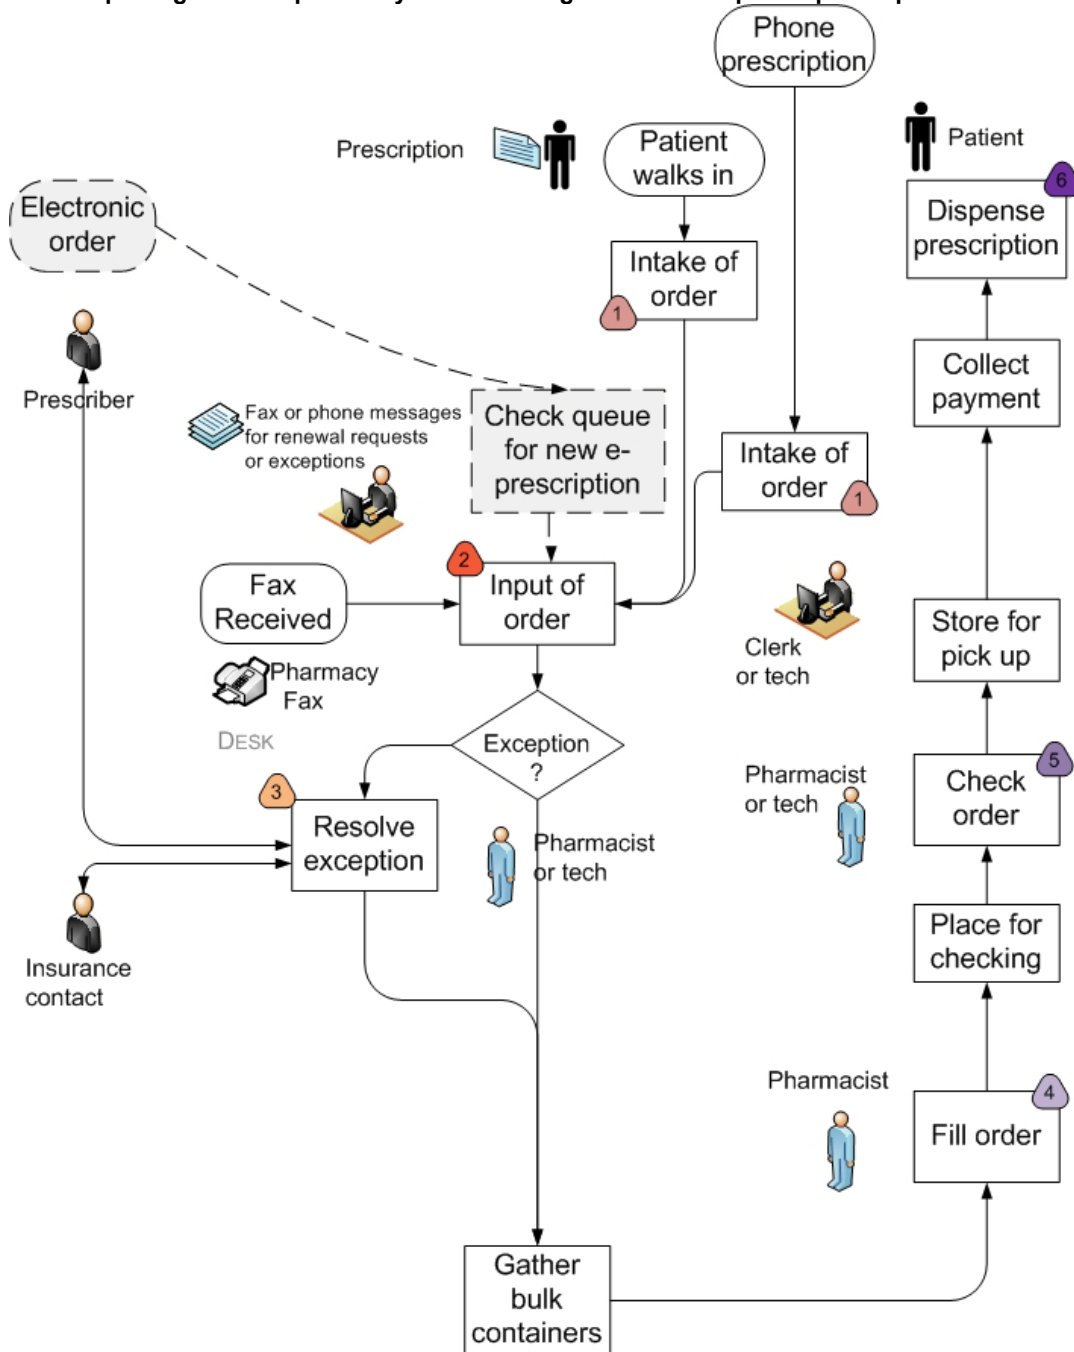 Phone
prescription
Prescription
Patient
walks in
Patient
6
Electronic
order
Dispense
prescription
Intake of
order
1
Prescriber
Collect
payment
Fax or phone messages
for renewal requests
or exceptions
Check queue
for new e-
prescription
Intake of
order
1
2
Fax
Received
Input of
order
Clerk
or tech
Store for
pick up
Pharmacy
Fax
DESK
Exception
?
5
Pharmacist
or tech
Check
order
3
Resolve
exception
Pharmacist
or tech
Place for
checking
Insurance
contact
Pharmacist
4
Fill order
Gather
bulk
containers